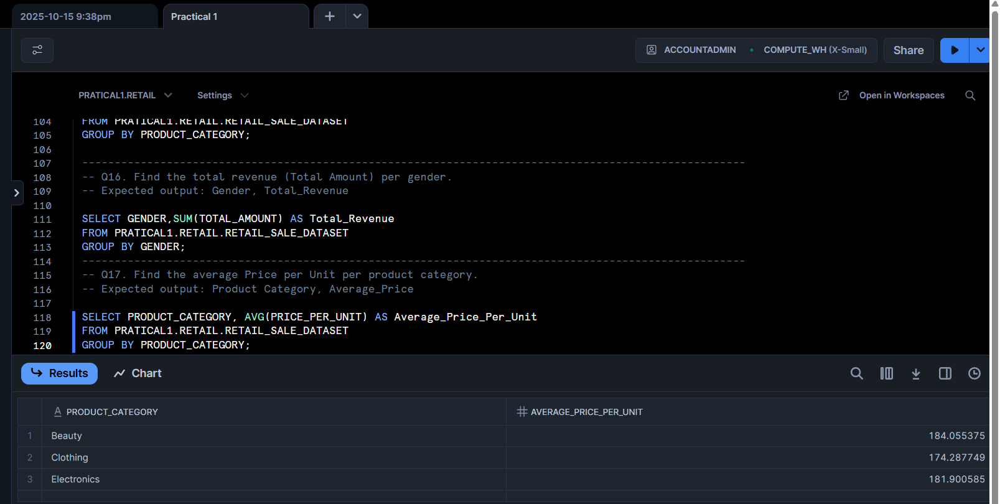 2025-10-15 9:38pm
Practical 1
ACCOUNTADMIN
COMPUTE_WH (X-Small)
Share
PRATICAL1.RETAIL
Settings
Open in Workspaces
104 FROM PRATICAL1.RETAIL.RETAIL_SALE_DATASET
105 GROUP BY PRODUCT_CATEGORY;
106
107 ------------------------------------------------------------------------------------------------------
108 -- Q16. Find the total revenue (Total Amount) per gender.
109 -- Expected output: Gender, Total_Revenue
110
111 SELECT GENDER,SUM(TOTAL_AMOUNT) AS Total_Revenue
112 FROM PRATICAL1.RETAIL.RETAIL_SALE_DATASET
113 GROUP BY GENDER;
114 ------------------------------------------------------------------------------------------------------
115 -- Q17. Find the average Price per Unit per product category.
116 -- Expected output: Product Category, Average_Price
117
118 SELECT PRODUCT_CATEGORY, AVG(PRICE_PER_UNIT) AS Average_Price_Per_Unit
119 FROM PRATICAL1.RETAIL.RETAIL_SALE_DATASET
120 GROUP BY PRODUCT_CATEGORY;
Results
Chart
A PRODUCT_CATEGORY # AVERAGE_PRICE_PER_UNIT
1 Beauty 184.055375
2 Clothing 174.287749
3 Electronics 181.900585